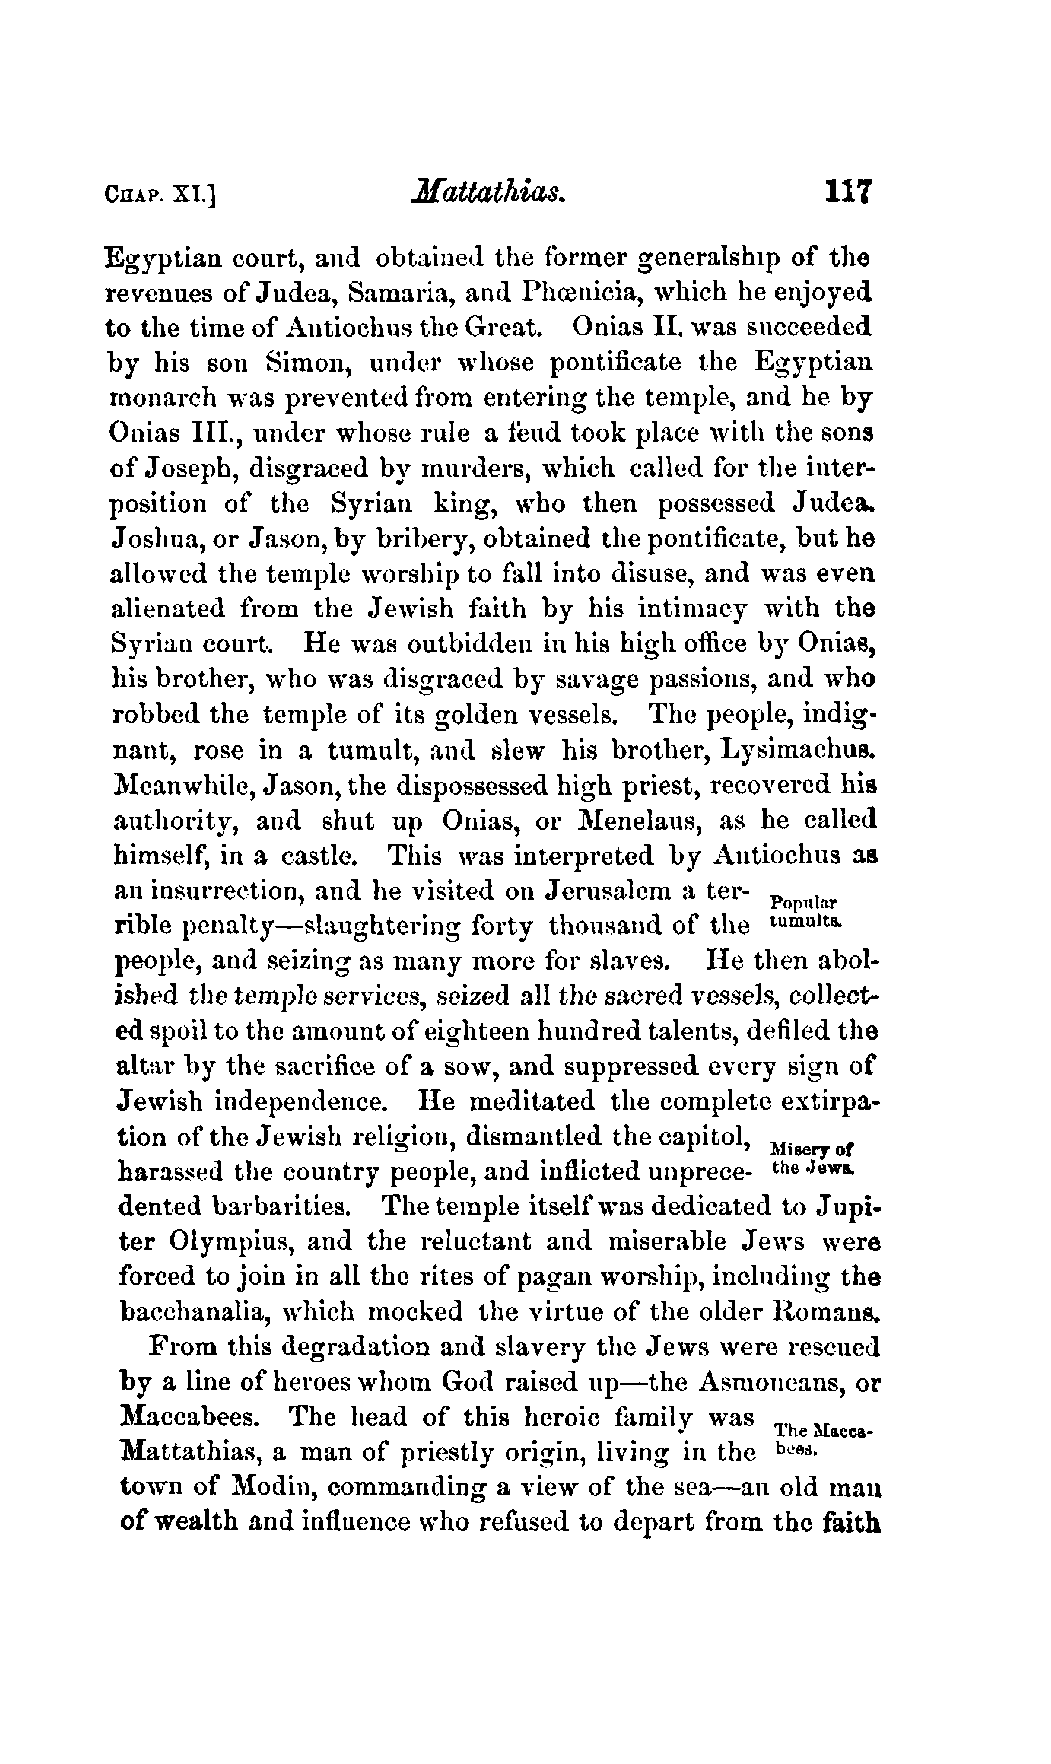 CHAP. XI.] Mattathias. 117
Egyptian court, and obtained the former generalship of the
revenues of Judea, Samaria, and Phœnicia, which he enjoyed
to the time of Antiochus the Great. Onias II. was succeeded
by his son Simon, under whose pontificate the Egyptian
monarch was prevented from entering the temple, and he by
Onias III., under whose rule a feud took place with the sons
of Joseph, disgraced by murders, which called for the inter-
position of the Syrian king, who then possessed Judea.
Joshua, or Jason, by bribery, obtained the pontificate, but he
allowed the temple worship to fall into disuse, and was even
alienated from the Jewish faith by his intimacy with the
Syrian court. He was outbidden in his high office by Onias,
his brother, who was disgraced by savage passions, and who
robbed the temple of its golden vessels. The people, indig-
nant, rose in a tumult, and slew his brother, Lysimachus.
Meanwhile, Jason, the dispossessed high priest, recovered his
authority, and shut up Onias, or Menelaus, as he called
himself, in a castle. This was interpreted by Antiochus as
an insurrection, and he visited on Jerusalem a ter-
Popular
rible penalty—slaughtering forty thousand of the
tumults.
people, and seizing as many more for slaves. He then abol-
ished the temple services, seized all the sacred vessels, collect-
ed spoil to the amount of eighteen hundred talents, defiled the
altar by the sacrifice of a sow, and suppressed every sign of
Jewish independence. He meditated the complete extirpa-
tion of the Jewish religion, dismantled the capitol,
Misery of
harassed the country people, and inflicted unprece-
the Jews.
dented barbarities. The temple itself was dedicated to Jupi-
ter Olympius, and the reluctant and miserable Jews were
forced to join in all the rites of pagan worship, including the
bacchanalia, which mocked the virtue of the older Romans.
From this degradation and slavery the Jews were rescued
by a line of heroes whom God raised up—the Asmoneans, or
Maccabees. The head of this heroic family was
The Macca-
Mattathias, a man of priestly origin, living in the
bees.
town of Modin, commanding a view of the sea—an old man
of wealth and influence who refused to depart from the faith